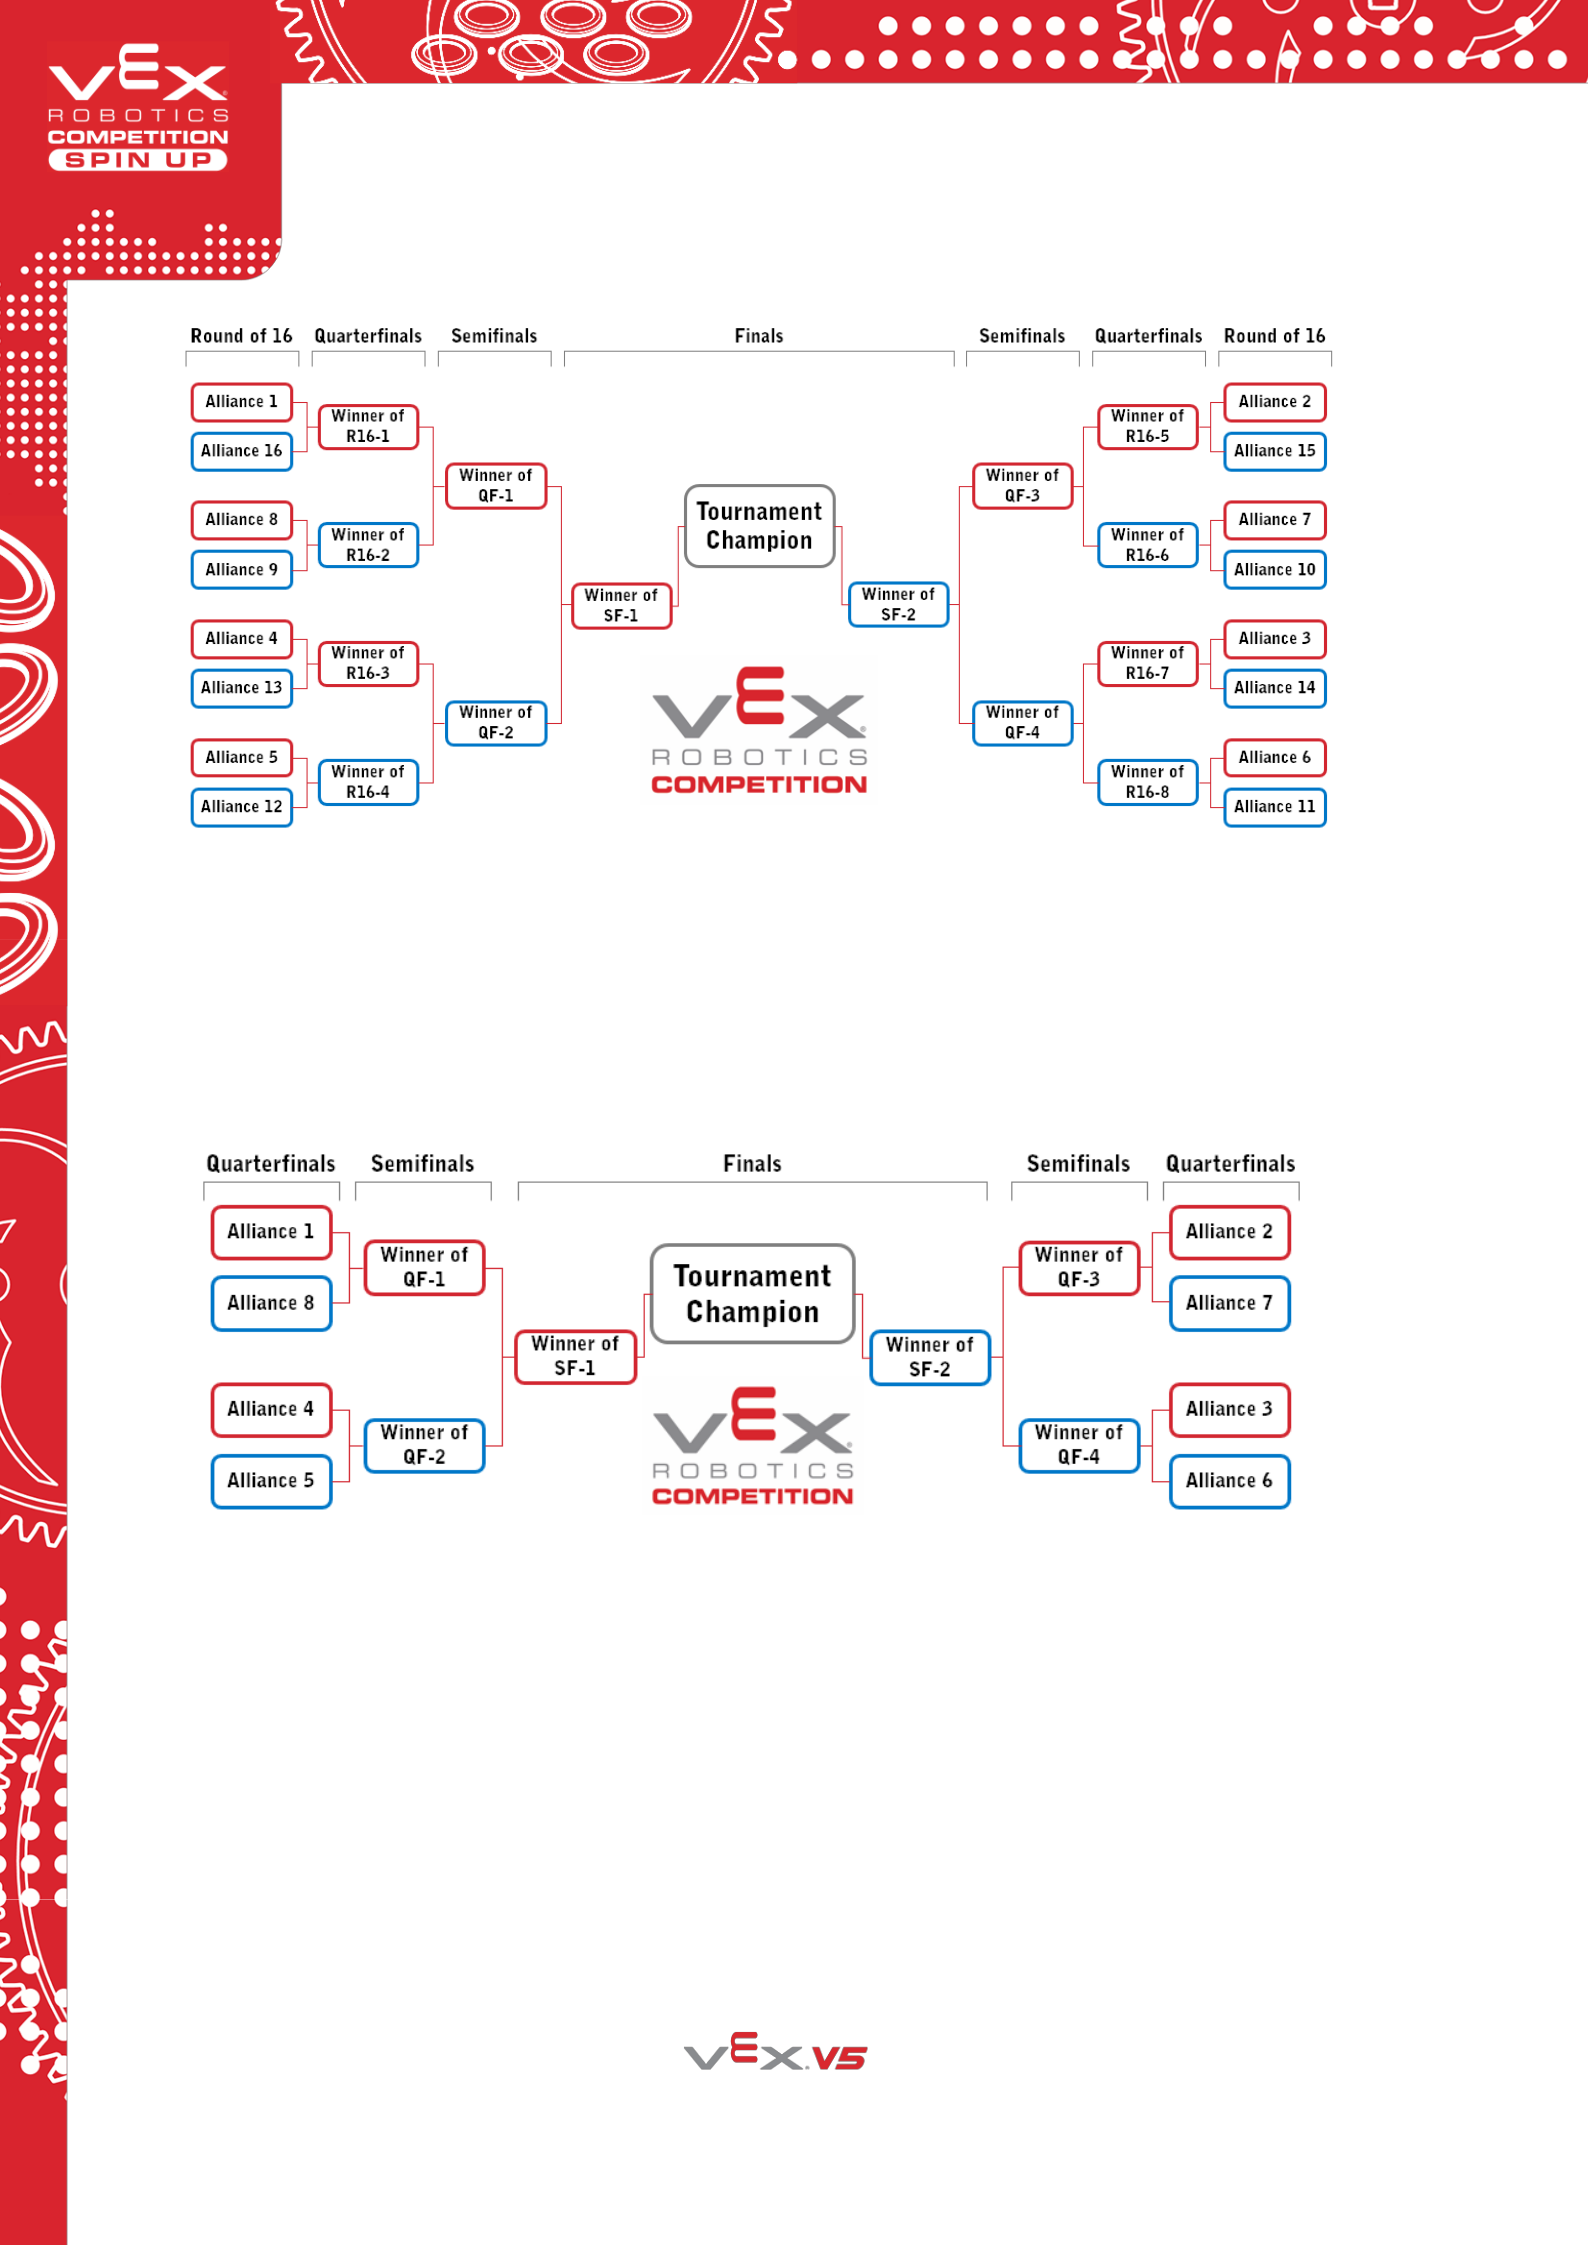 VEX
ROBOTICS
COMPETITION
SPIN UP
Round of 16 Quarterfinals Semifinals Finals Semifinals Quarterfinals Round of 16
Alliance 1
Alliance 16
Alliance 8
Alliance 9
Alliance 4
Alliance 13
Alliance 5
Alliance 12
Winner of
R16-1
Winner of
R16-2
Winner of
R16-3
Winner of
R16-4
Winner of
QF-1
Winner of
QF-2
Winner of
SF-1
Tournament
Champion
Winner of
SF-2
VEX®
ROBOTICS
COMPETITION
Winner of
QF-3
Winner of
QF-4
Winner of
R16-5
Winner of
R16-6
Winner of
R16-7
Winner of
R16-8
Alliance 2
Alliance 15
Alliance 7
Alliance 10
Alliance 3
Alliance 14
Alliance 6
Alliance 11
Quarterfinals Semifinals Finals Semifinals Quarterfinals
Alliance 1
Alliance 8
Alliance 4
Alliance 5
Winner of
QF-1
Winner of
QF-2
Winner of
SF-1
Tournament
Champion
Winner of
SF-2
VEX®
ROBOTICS
COMPETITION
Winner of
QF-3
Winner of
QF-4
Alliance 2
Alliance 7
Alliance 3
Alliance 6
VEX V5